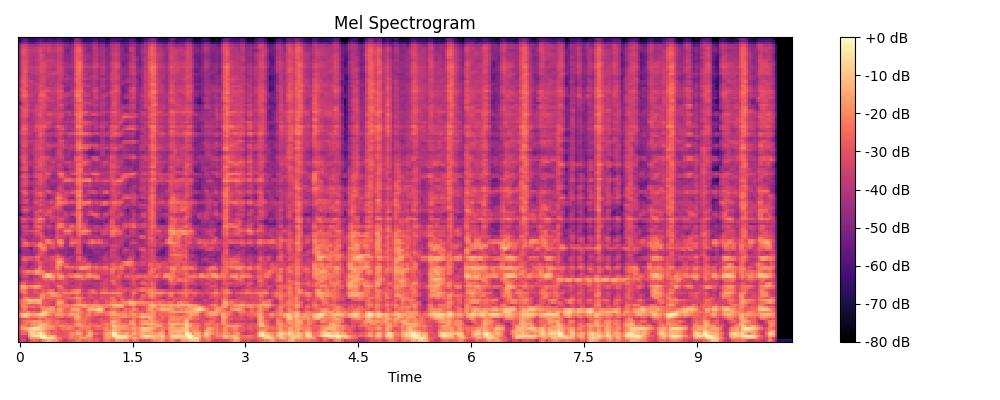 Mel Spectrogram
+0 dB
-10 dB
-20 dB
-30 dB
-40 dB
-50 dB
-60 dB
-70 dB
-80 dB
0 1.5 3 4.5 6 7.5 9
Time